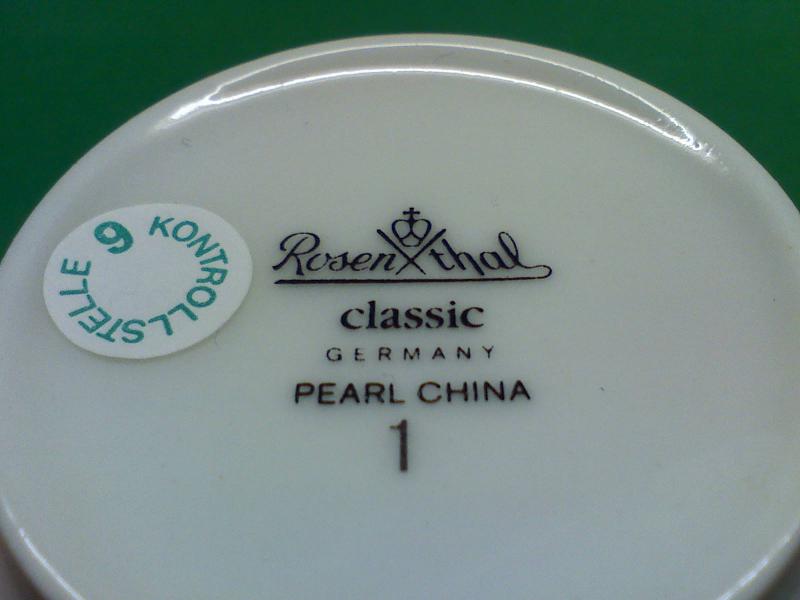 KONTROLLSTELLE 9
Rosenthal
classic
GERMANY
PEARL CHINA
1